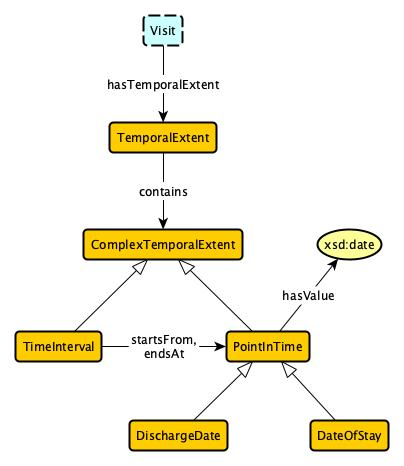 Visit
hasTemporalExtent
TemporalExtent
contains
ComplexTemporalExtent
xsd:date
hasValue
TimeInterval
startsFrom,
endsAt
PointInTime
DischargeDate
DateOfStay